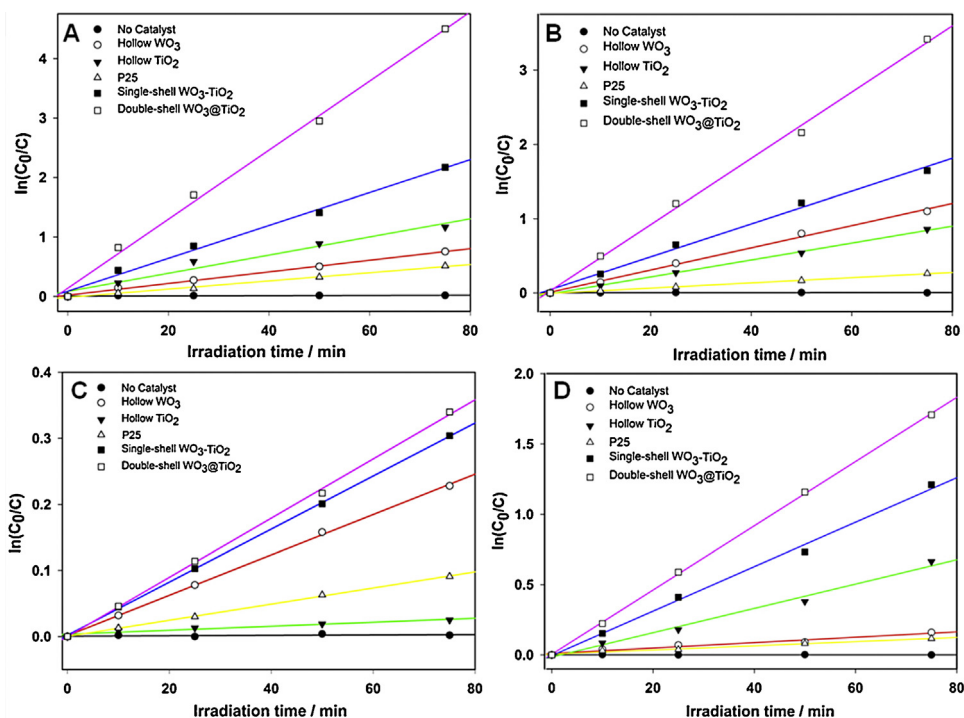 A
No Catalyst
Hollow WO3
Hollow TiO2
P25
Single-shell WO3-TiO2
Double-shell WO3@TiO2
ln(C0/C)
4
3
2
1
0
0 20 40 60 80
Irradiation time / min
B
No Catalyst
Hollow WO3
Hollow TiO2
P25
Single-shell WO3-TiO2
Double-shell WO3@TiO2
ln(C0/C)
3
2
1
0
0 20 40 60 80
Irradiation time / min
C
No Catalyst
Hollow WO3
Hollow TiO2
P25
Single-shell WO3-TiO2
Double-shell WO3@TiO2
ln(C0/C)
0.4
0.3
0.2
0.1
0.0
0 20 40 60 80
Irradiation time / min
D
No Catalyst
Hollow WO3
Hollow TiO2
P25
Single-shell WO3-TiO2
Double-shell WO3@TiO2
ln(C0/C)
2.0
1.5
1.0
0.5
0.0
0 20 40 60 80
Irradiation time / min